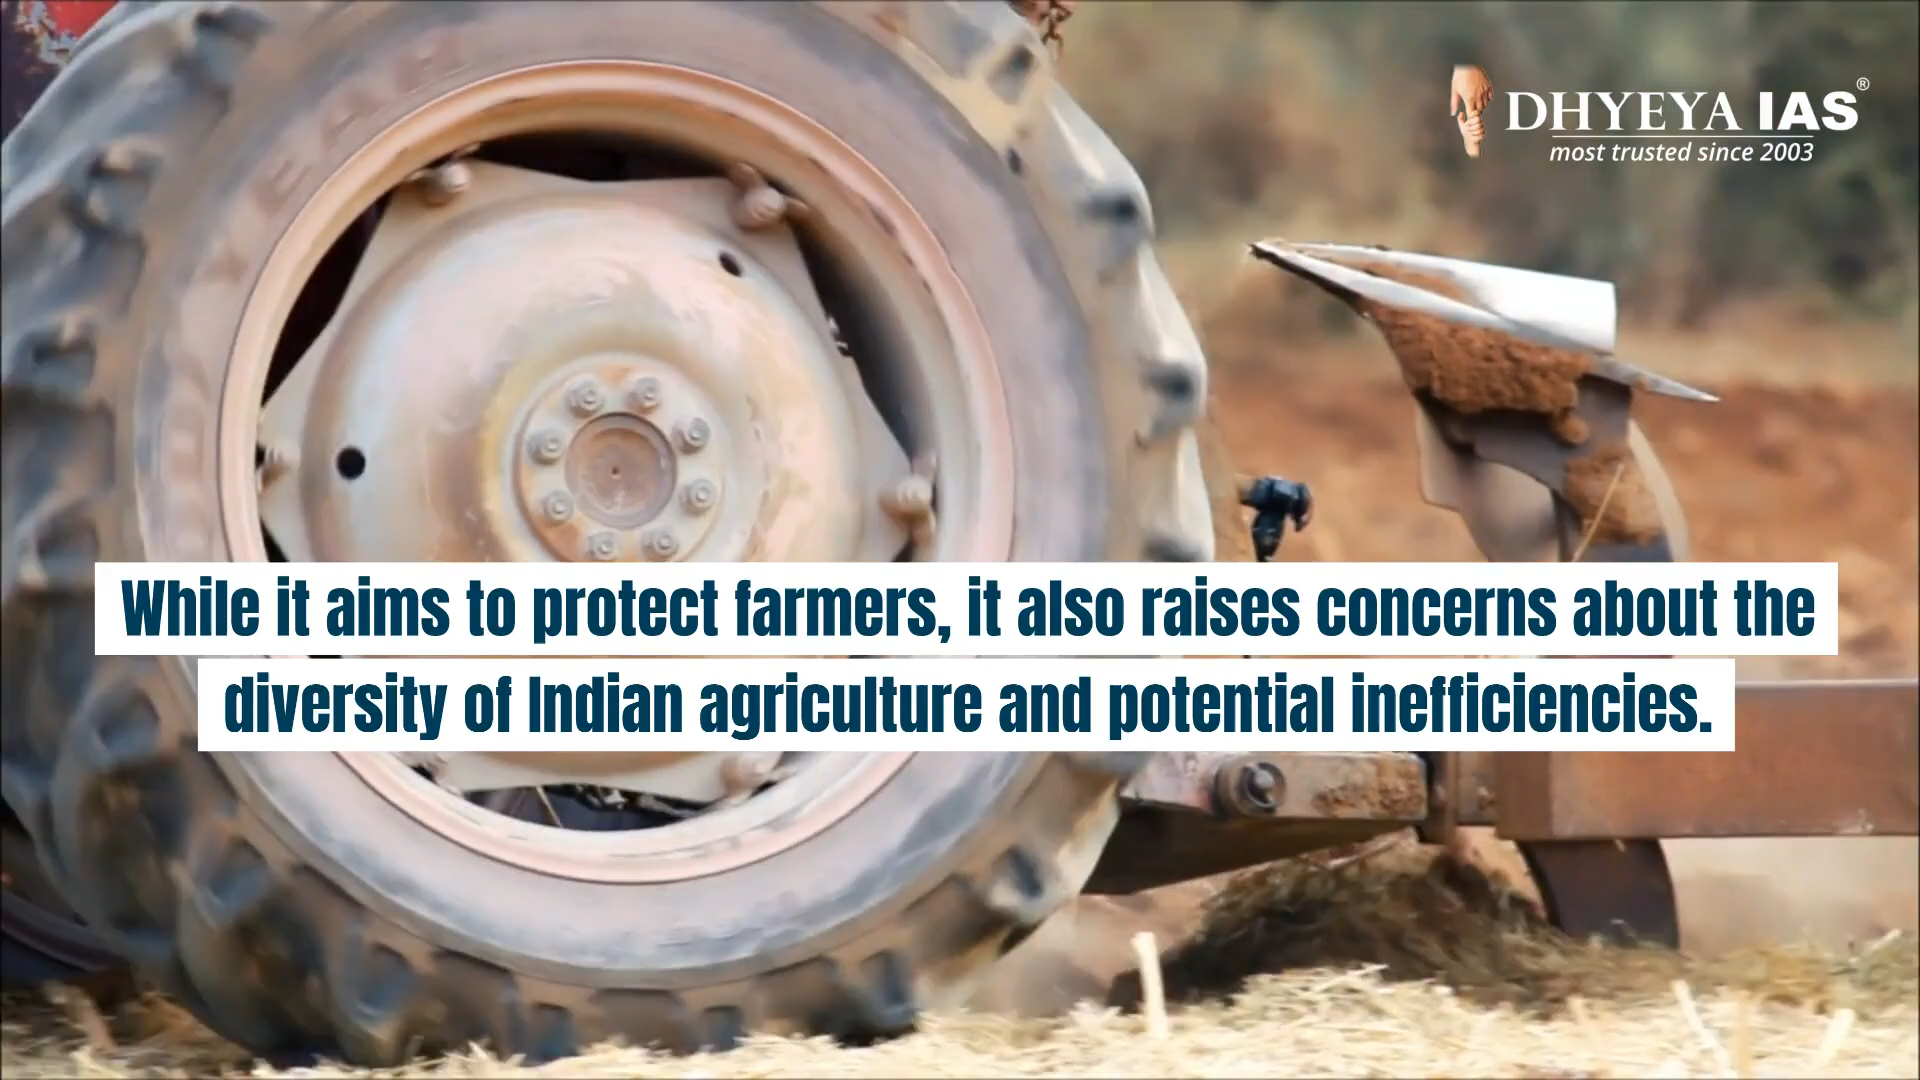 DHYEYA IAS®
most trusted since 2003
While it aims to protect farmers, it also raises concerns about the
diversity of Indian agriculture and potential inefficiencies.